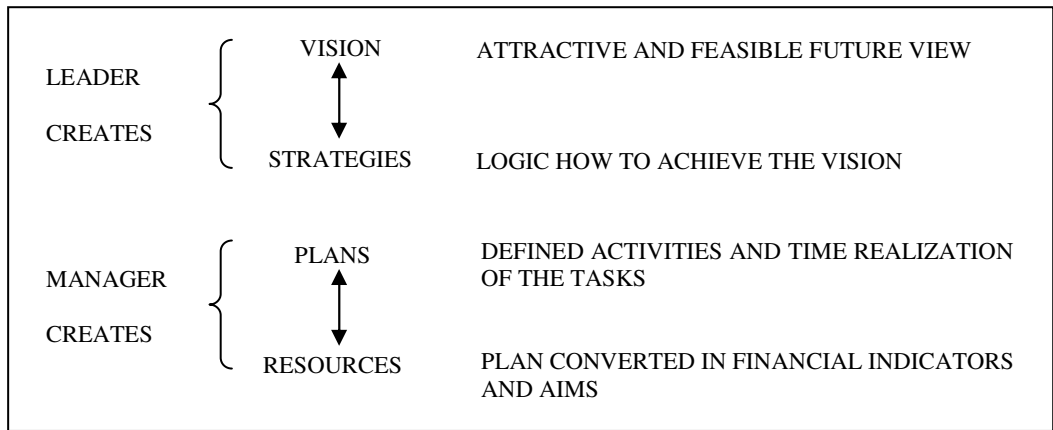 VISION ATTRACTIVE AND FEASIBLE FUTURE VIEW
LEADER
CREATES
STRATEGIES LOGIC HOW TO ACHIEVE THE VISION
PLANS DEFINED ACTIVITIES AND TIME REALIZATION
OF THE TASKS
MANAGER
CREATES
RESOURCES PLAN CONVERTED IN FINANCIAL INDICATORS
AND AIMS